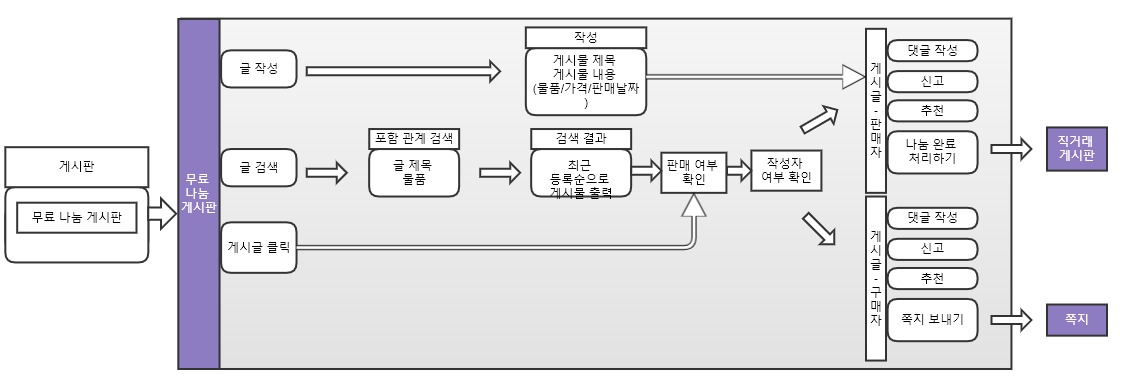 게시판
무료 나눔 게시판
무료
나눔
게시판
글 작성
작성
게시물 제목
게시물 내용
(물품/가격/판매날짜
)
글 검색
포함 관계 검색
글 제목
물품
검색 결과
최근
등록순으로
게시물 출력
판매 여부
확인
작성자
여부 확인
게시글 클릭
게
시
글
-
판
매
자
댓글 작성
신고
추천
나눔 완료
처리하기
직거래
게시판
게
시
글
-
구
매
자
댓글 작성
신고
추천
쪽지 보내기
쪽지